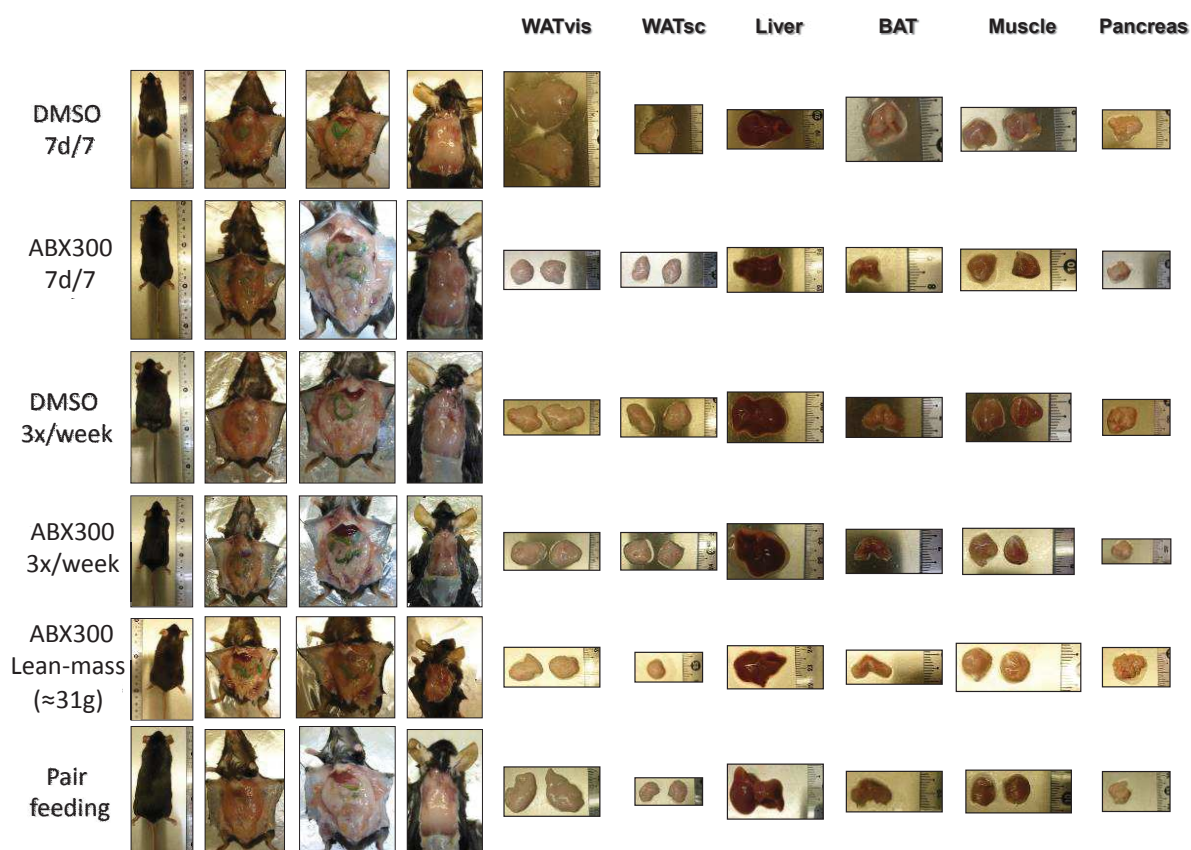 WATvis WATsc Liver BAT Muscle Pancreas
DMSO
7d/7
ABX300
7d/7
DMSO
3x/week
ABX300
3x/week
ABX300
Lean-mass
(≈31g)
Pair
feeding